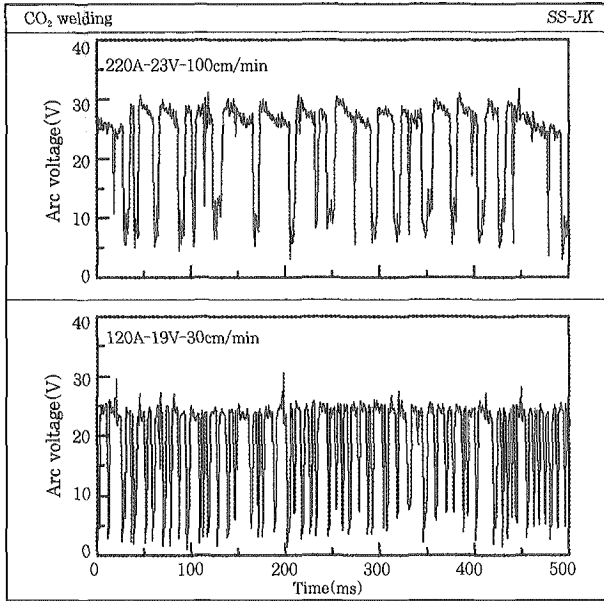 CO₂ welding SS-JK
40
220A-23V-100cm/min
30
20
10
0
Arc voltage(V)
40
120A-19V-30cm/min
30
20
10
0
Arc voltage(V)
0 100 200 300 400 500
Time(ms)